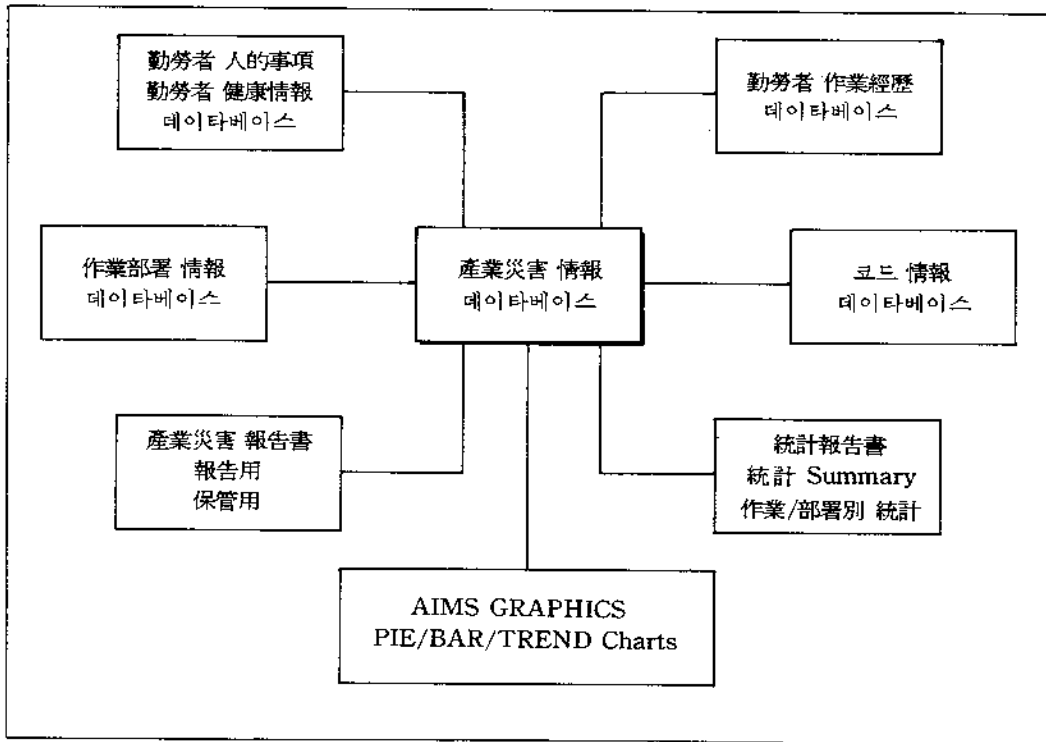 勤勞者 人的事項
勤勞者 健康情報
데이타베이스
勤勞者 作業經歷
데이타베이스
作業部署 情報
데이타베이스
産業災害 情報
데이타베이스
코드 情報
데이타베이스
産業災害 報告書
報告用
保管用
統計報告書
統計 Summary
作業/部署別 統計
AIMS GRAPHICS
PIE/BAR/TREND Charts